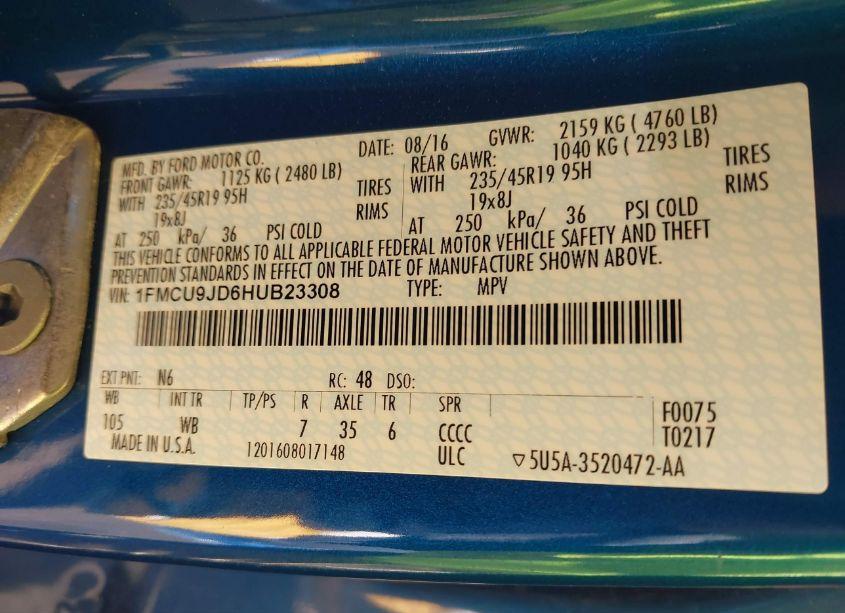 MFD. BY FORD MOTOR CO. DATE: 08/16 GVWR: 2159 KG ( 4760 LB)
FRONT GAWR: 1125 KG ( 2480 LB) REAR GAWR: 1040 KG ( 2293 LB)
WITH 235/45R19 95H TIRES WITH 235/45R19 95H TIRES
19x8J RIMS 19x8J RIMS
AT 250 kPa/ 36 PSI COLD AT 250 kPa/ 36 PSI COLD
THIS VEHICLE CONFORMS TO ALL APPLICABLE FEDERAL MOTOR VEHICLE SAFETY AND THEFT
PREVENTION STANDARDS IN EFFECT ON THE DATE OF MANUFACTURE SHOWN ABOVE.
VIN: 1FMCU9JD6HUB23308 TYPE: MPV
EXT PNT: N6 RC: 48 DSO:
WB INT TR TP/PS R AXLE TR SPR F0075
105 WB 7 35 6 CCCC T0217
MADE IN U.S.A. 1201608017148 ULC ▽5U5A-3520472-AA